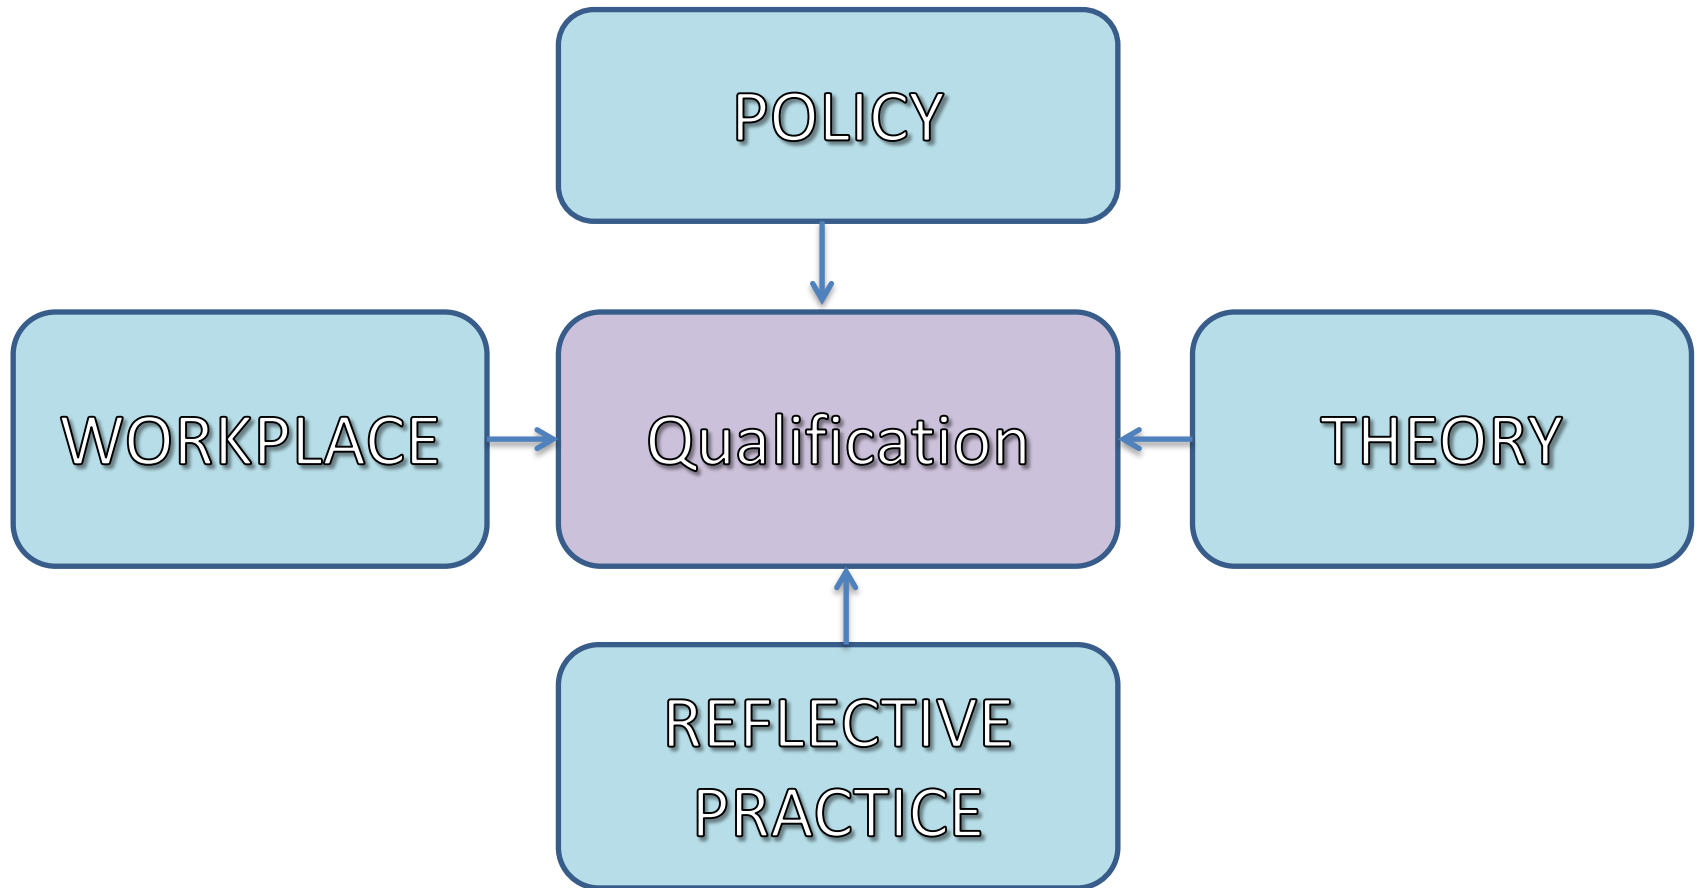 POLICY
WORKPLACE
Qualification
THEORY
REFLECTIVE
PRACTICE